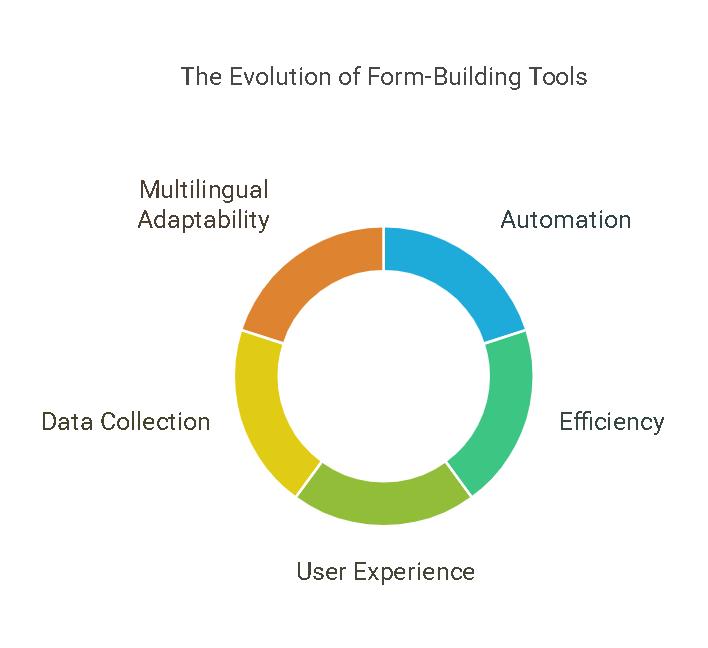 The Evolution of Form-Building Tools
Multilingual
Adaptability
Automation
Data Collection
Efficiency
User Experience